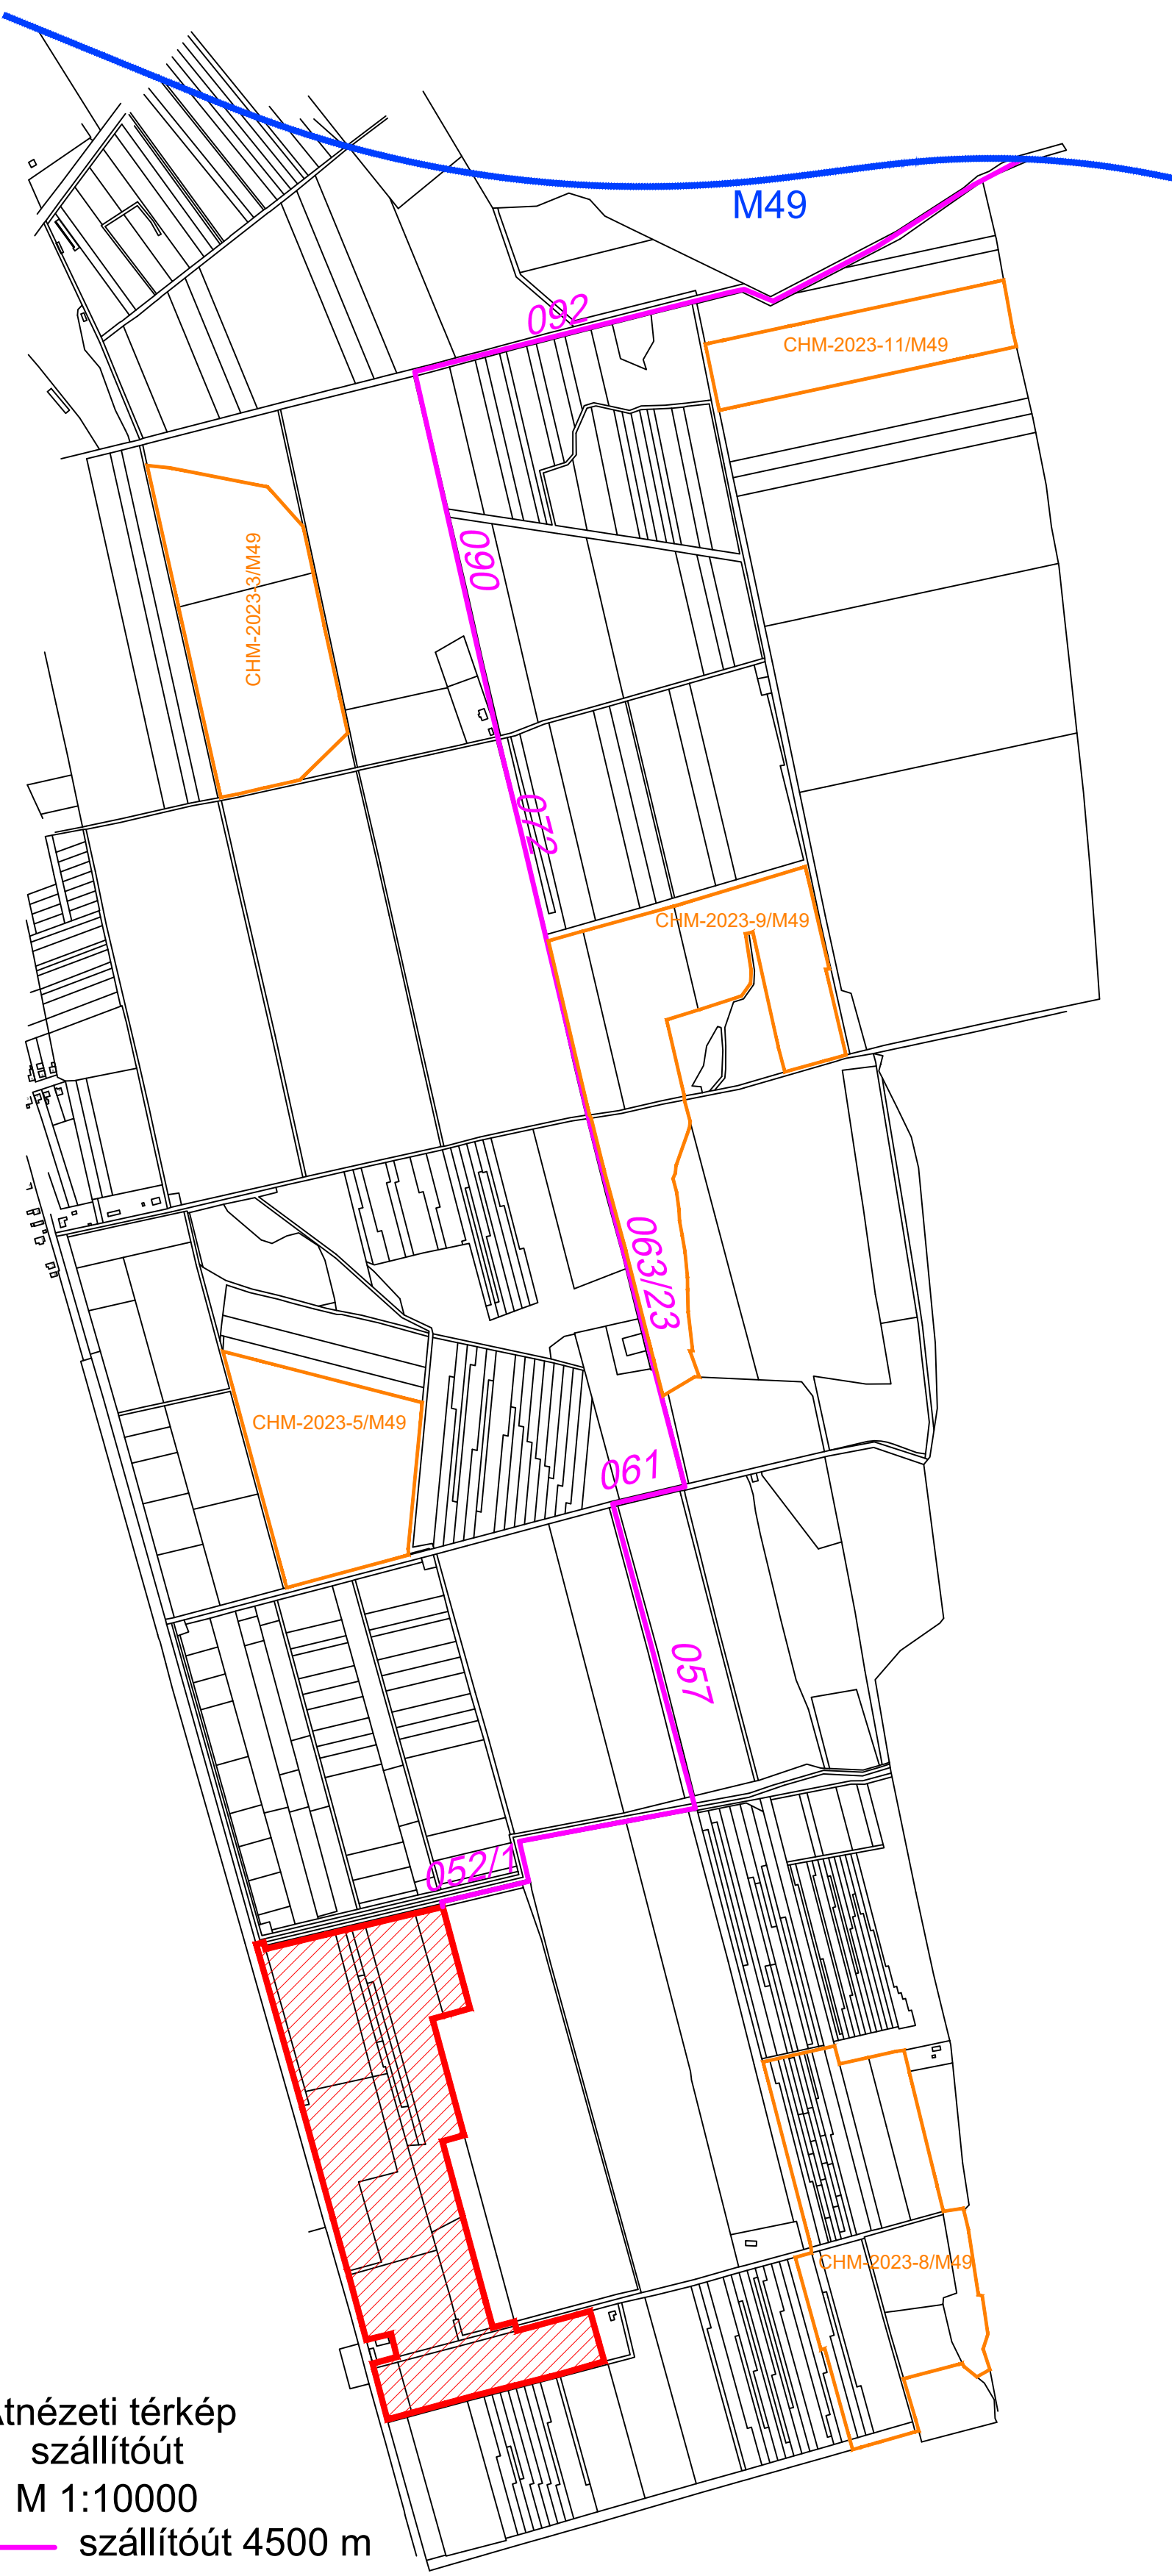 M49
092
CHM-2023-11/M49
090
CHM-2023-3/M49
072
CHM-2023-9/M49
063/23
CHM-2023-5/M49
061
057
052/1
CHM-2023-8/M49
tnézeti térkép
szállítóút
M 1:10000
szállítóút 4500 m